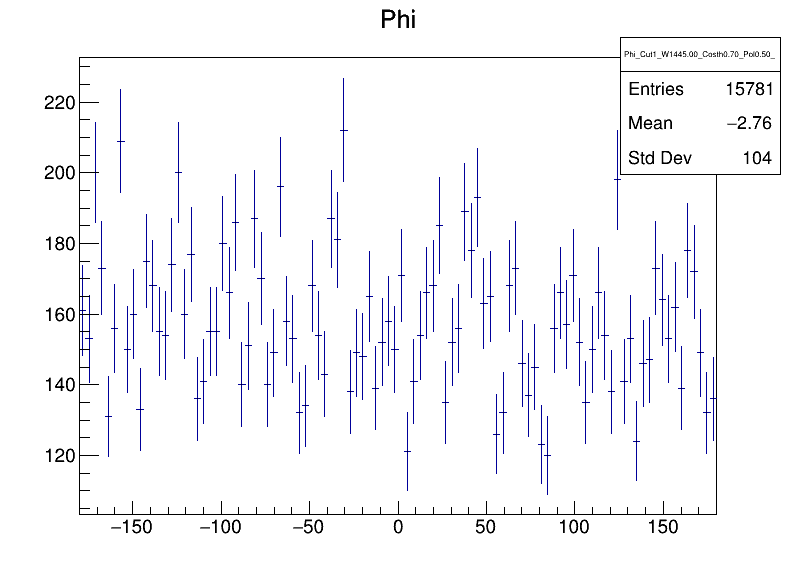 Phi
Phi_Cut1_W1445.00_Costh0.70_Pol0.50_
Entries 15781
Mean −2.76
Std Dev 104
220
200
180
160
140
120
−150 −100 −50 0 50 100 150